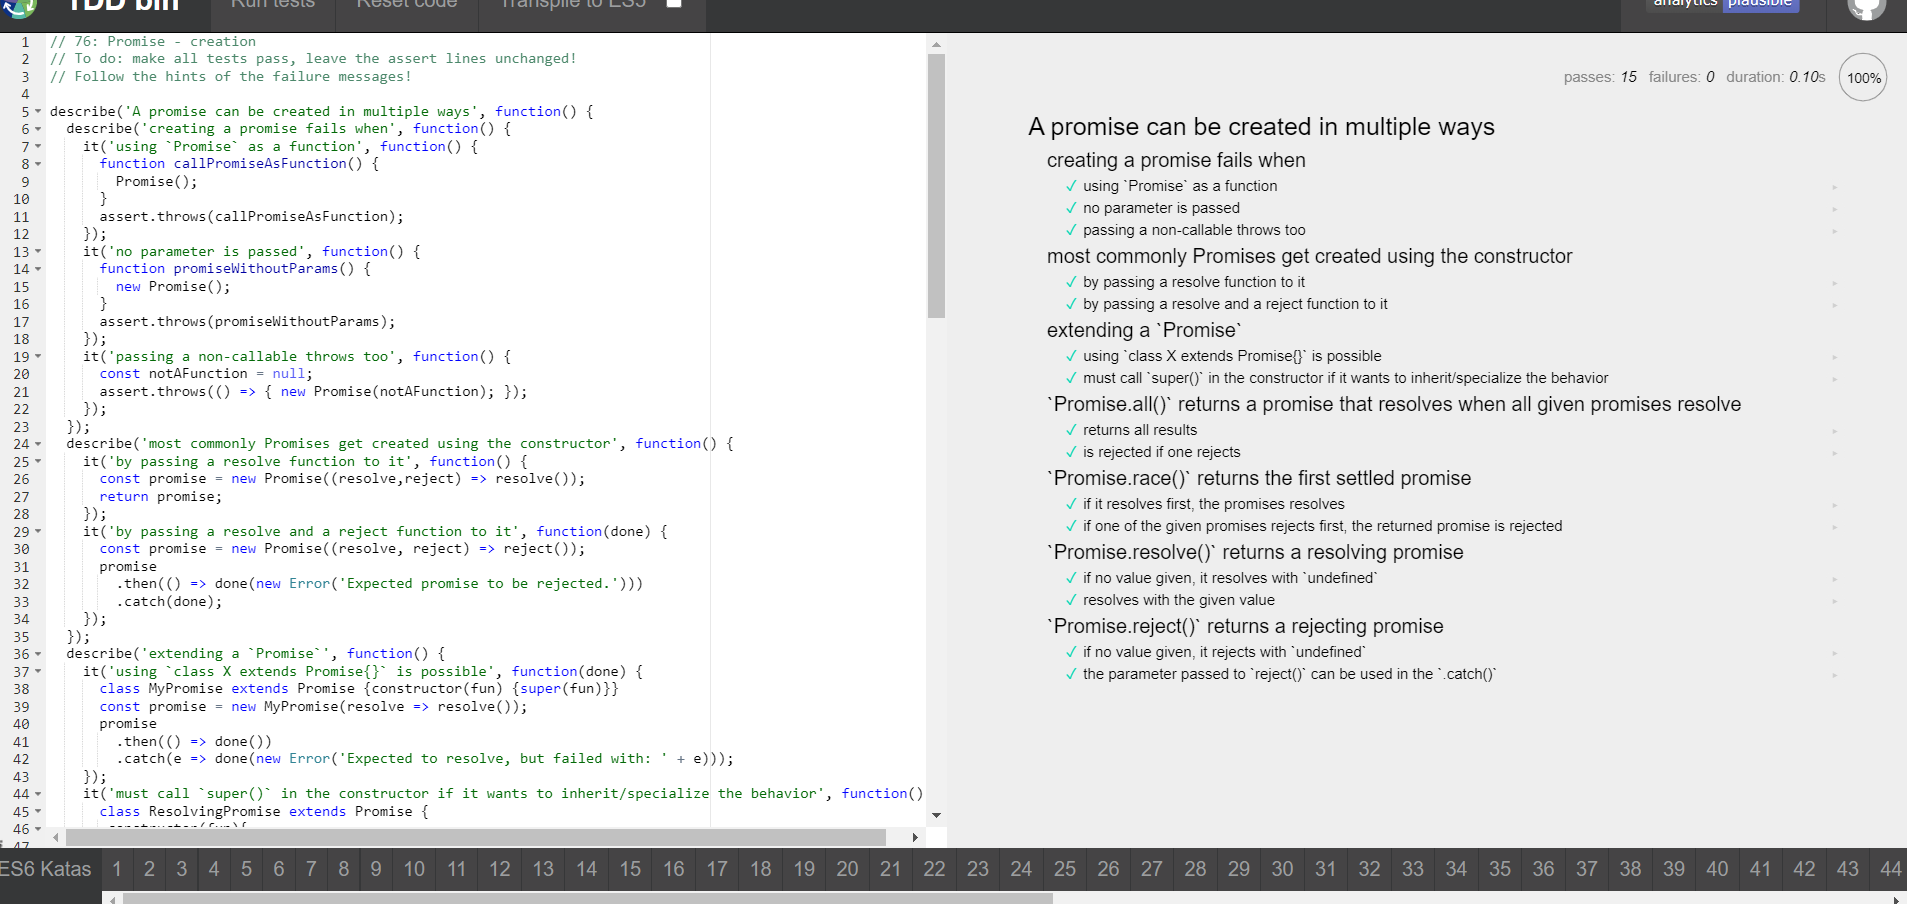 TDD bin
Run tests
Reset code
Transpile to ES5
analytics plausible
1 // 76: Promise - creation
2 // To do: make all tests pass, leave the assert lines unchanged!
3 // Follow the hints of the failure messages!
4
5 describe('A promise can be created in multiple ways', function() {
6 describe('creating a promise fails when', function() {
7 it('using `Promise` as a function', function() {
8 function callPromiseAsFunction() {
9 Promise();
10 }
11 assert.throws(callPromiseAsFunction);
12 });
13 it('no parameter is passed', function() {
14 function promiseWithoutParams() {
15 new Promise();
16 }
17 assert.throws(promiseWithoutParams);
18 });
19 it('passing a non-callable throws too', function() {
20 const notAFunction = null;
21 assert.throws(() => { new Promise(notAFunction); });
22 });
23 });
24 describe('most commonly Promises get created using the constructor', function() {
25 it('by passing a resolve function to it', function() {
26 const promise = new Promise((resolve,reject) => resolve());
27 return promise;
28 });
29 it('by passing a resolve and a reject function to it', function(done) {
30 const promise = new Promise((resolve, reject) => reject());
31 promise
32 .then(() => done(new Error('Expected promise to be rejected.')))
33 .catch(done);
34 });
35 });
36 describe('extending a `Promise`', function() {
37 it('using `class X extends Promise{}` is possible', function(done) {
38 class MyPromise extends Promise {constructor(fun) {super(fun)}}
39 const promise = new MyPromise(resolve => resolve());
40 promise
41 .then(() => done())
42 .catch(e => done(new Error('Expected to resolve, but failed with: ' + e)));
43 });
44 it('must call `super()` in the constructor if it wants to inherit/specialize the behavior', function()
45 class ResolvingPromise extends Promise {
46 constructor(fun){
47
passes: 15 failures: 0 duration: 0.10s 100%
A promise can be created in multiple ways
creating a promise fails when
✓ using `Promise` as a function
✓ no parameter is passed
✓ passing a non-callable throws too
most commonly Promises get created using the constructor
✓ by passing a resolve function to it
✓ by passing a resolve and a reject function to it
extending a `Promise`
✓ using `class X extends Promise{}` is possible
✓ must call `super()` in the constructor if it wants to inherit/specialize the behavior
`Promise.all()` returns a promise that resolves when all given promises resolve
✓ returns all results
✓ is rejected if one rejects
`Promise.race()` returns the first settled promise
✓ if it resolves first, the promises resolves
✓ if one of the given promises rejects first, the returned promise is rejected
`Promise.resolve()` returns a resolving promise
✓ if no value given, it resolves with `undefined`
✓ resolves with the given value
`Promise.reject()` returns a rejecting promise
✓ if no value given, it rejects with `undefined`
✓ the parameter passed to `reject()` can be used in the `.catch()`
ES6 Katas 1 2 3 4 5 6 7 8 9 10 11 12 13 14 15 16 17 18 19 20 21 22 23 24 25 26 27 28 29 30 31 32 33 34 35 36 37 38 39 40 41 42 43 44